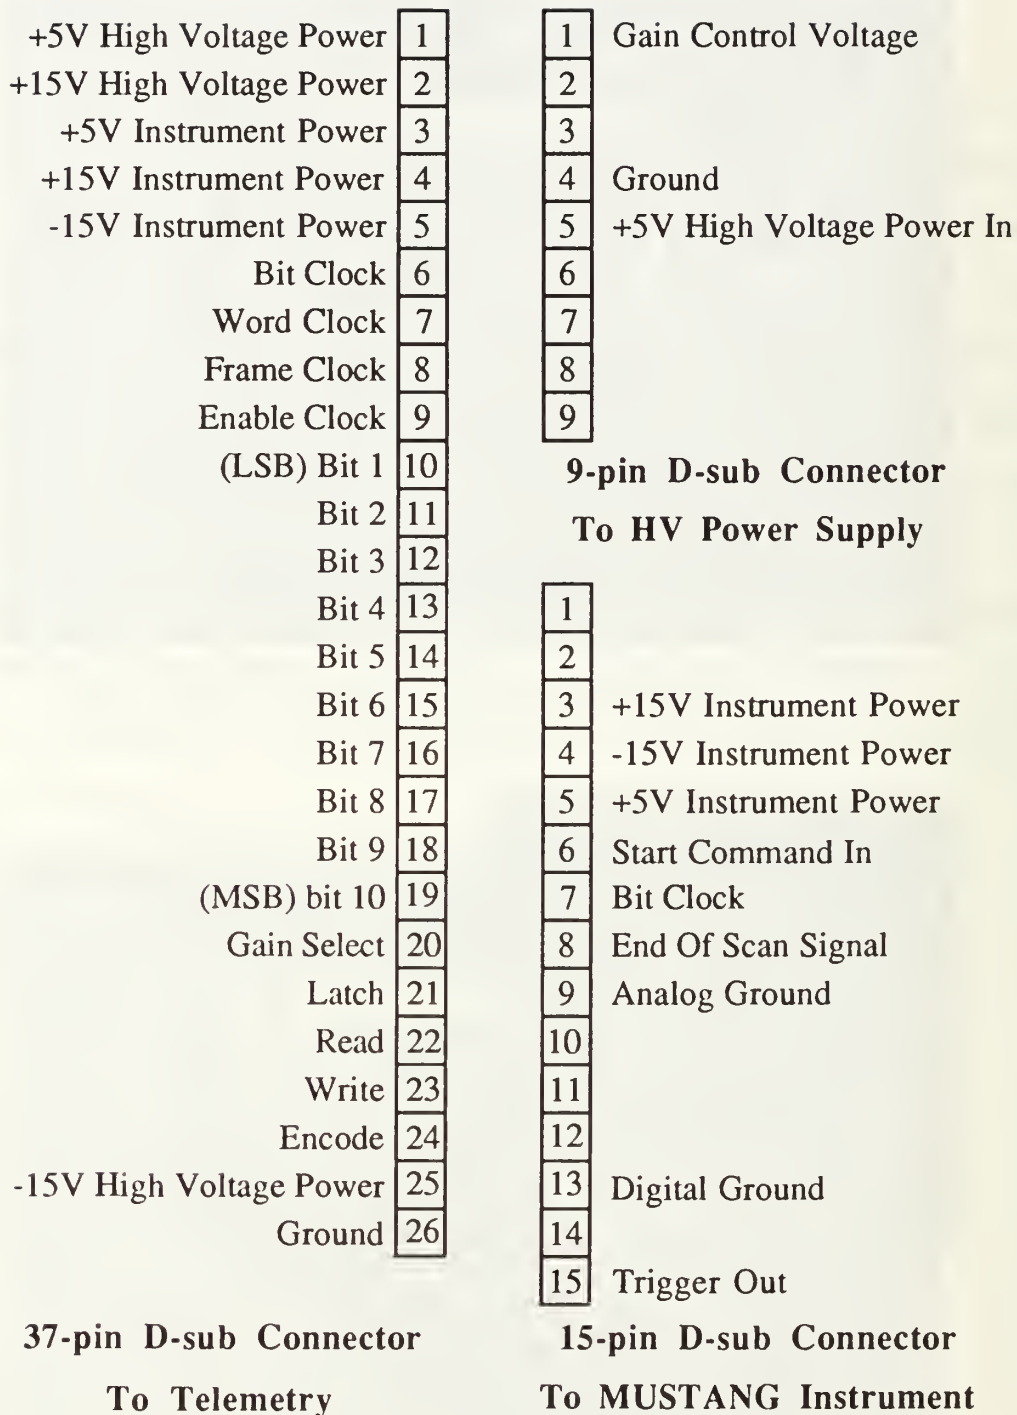 +5V High Voltage Power 1
+15V High Voltage Power 2
+5V Instrument Power 3
+15V Instrument Power 4
-15V Instrument Power 5
Bit Clock 6
Word Clock 7
Frame Clock 8
Enable Clock 9
(LSB) Bit 1 10
Bit 2 11
Bit 3 12
Bit 4 13
Bit 5 14
Bit 6 15
Bit 7 16
Bit 8 17
Bit 9 18
(MSB) bit 10 19
Gain Select 20
Latch 21
Read 22
Write 23
Encode 24
-15V High Voltage Power 25
Ground 26
37-pin D-sub Connector
To Telemetry
1 Gain Control Voltage
2
3
4 Ground
5 +5V High Voltage Power In
6
7
8
9
9-pin D-sub Connector
To HV Power Supply
1
2
3 +15V Instrument Power
4 -15V Instrument Power
5 +5V Instrument Power
6 Start Command In
7 Bit Clock
8 End Of Scan Signal
9 Analog Ground
10
11
12
13 Digital Ground
14
15 Trigger Out
15-pin D-sub Connector
To MUSTANG Instrument